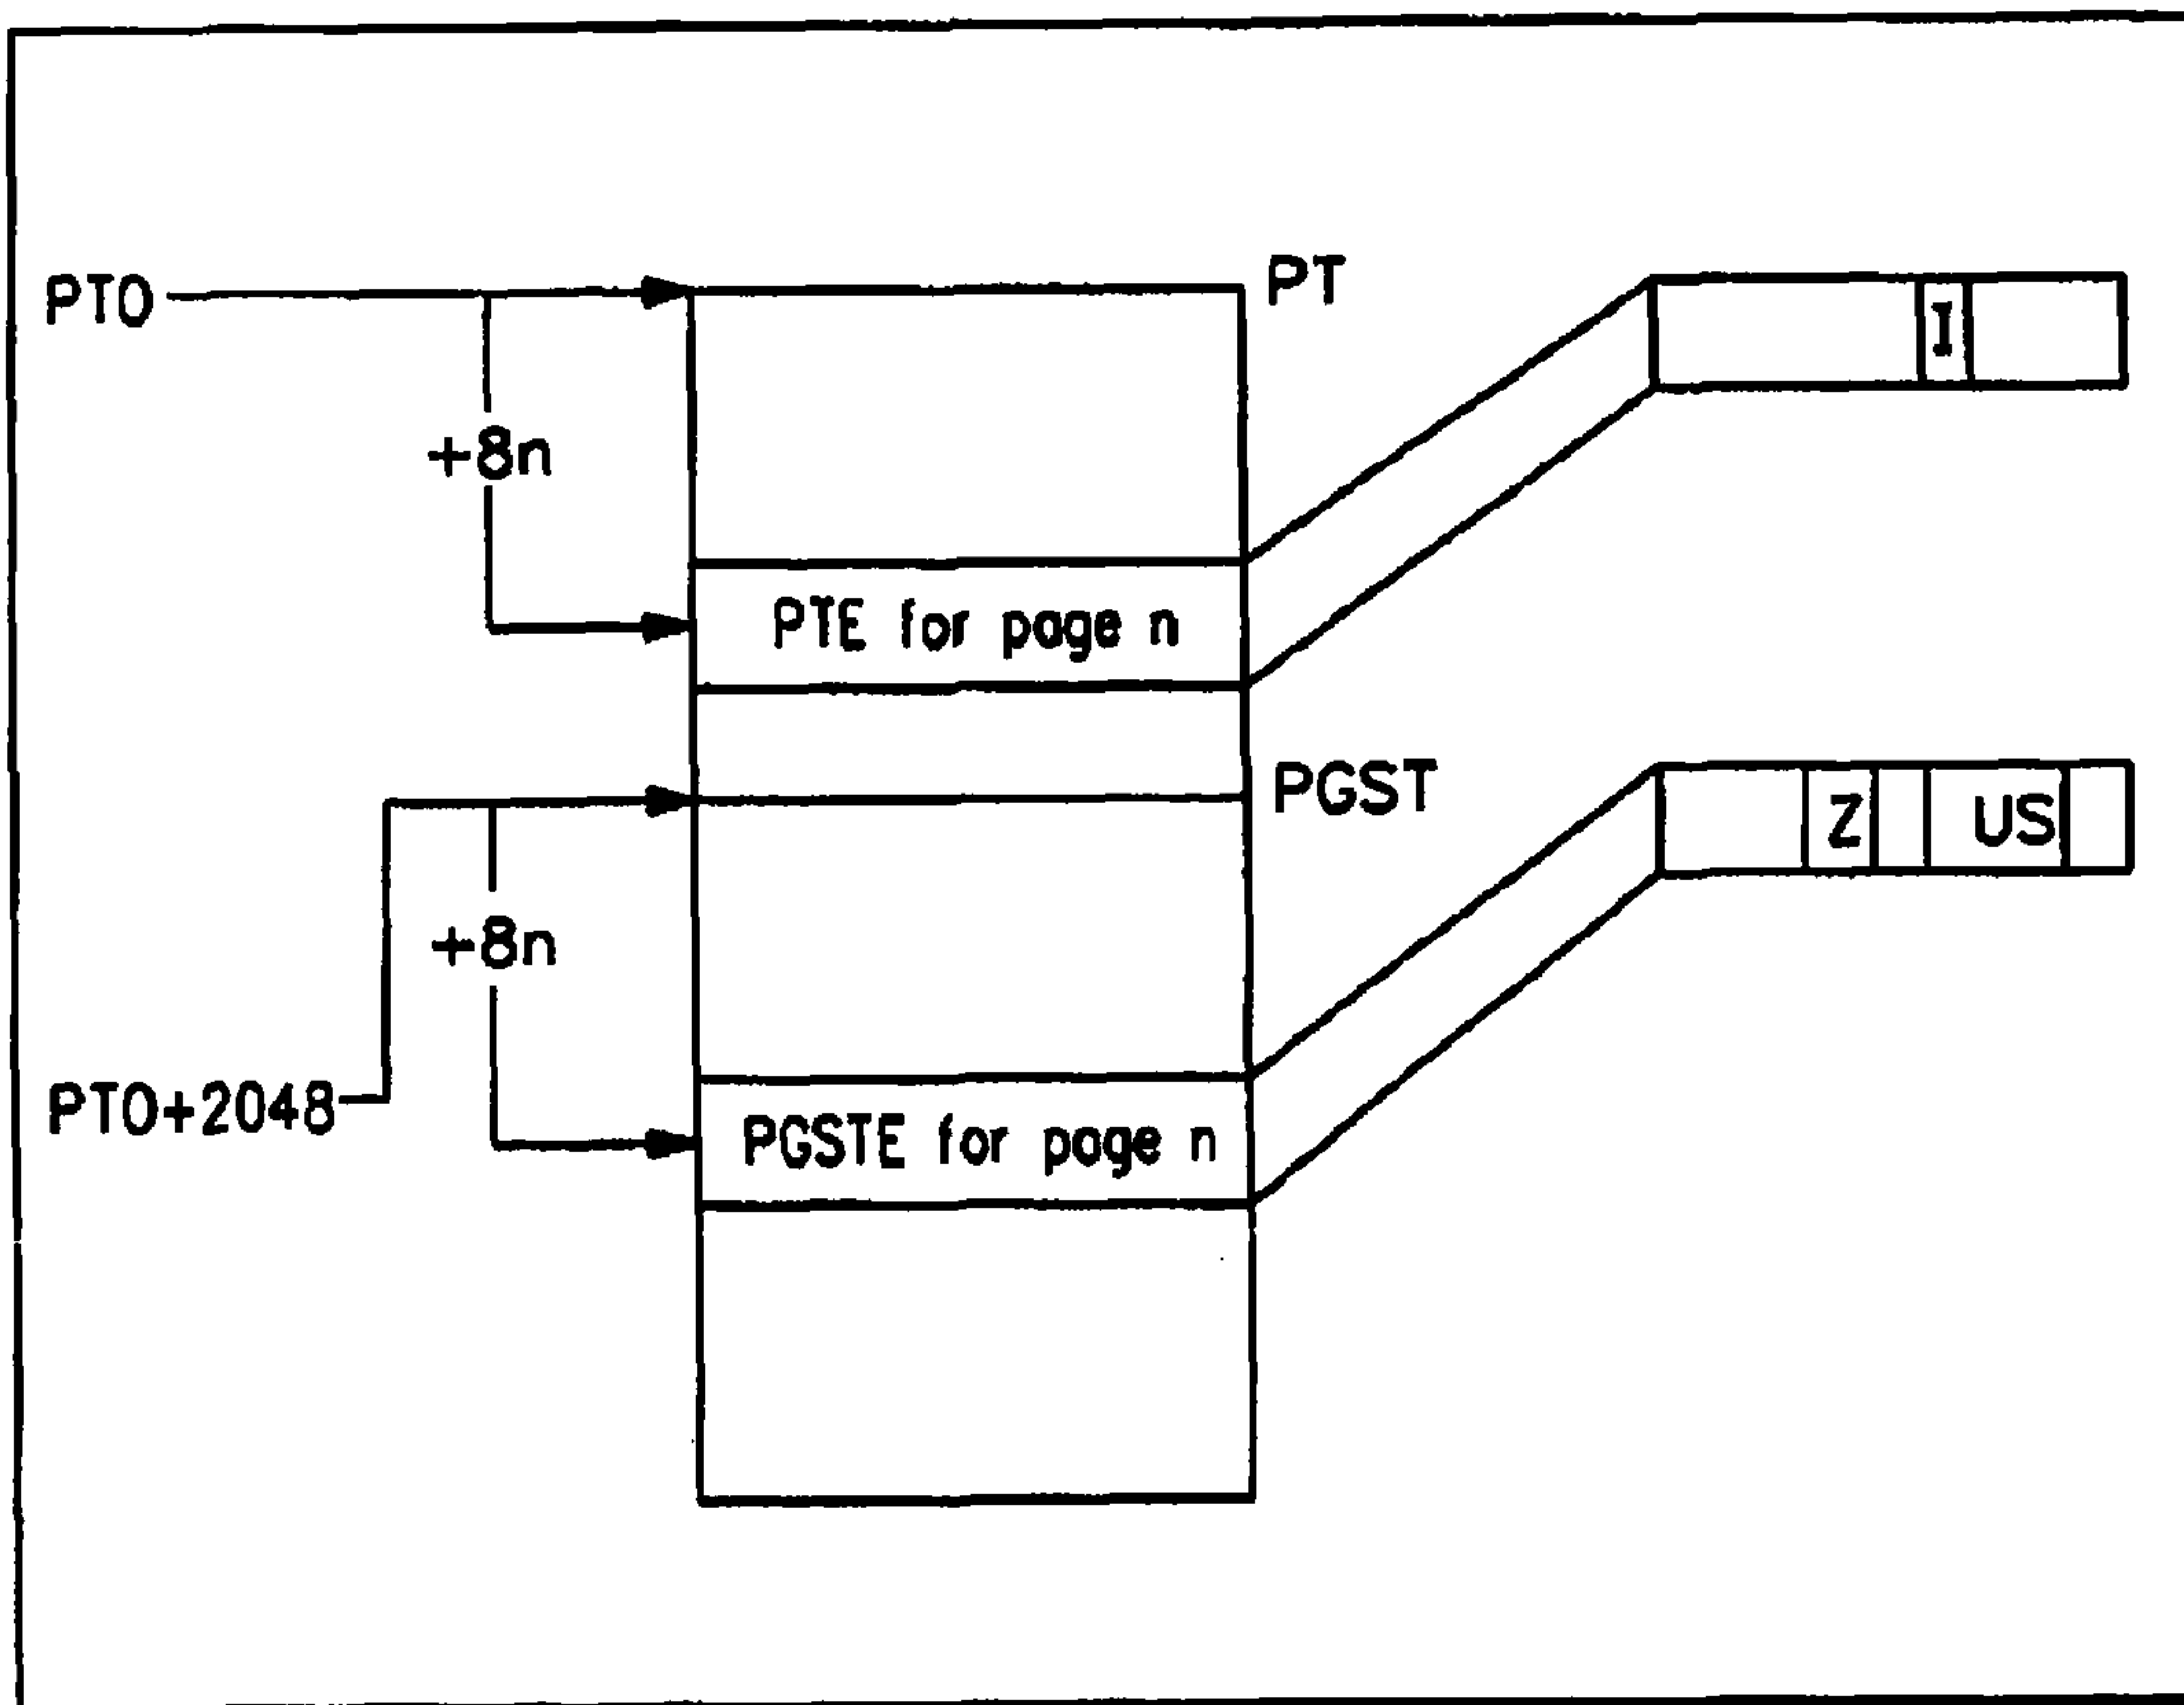 PT
PTO
I
+8n
PTE for page n
PGST
Z US
+8n
PTO+2048
PGSTE for page n